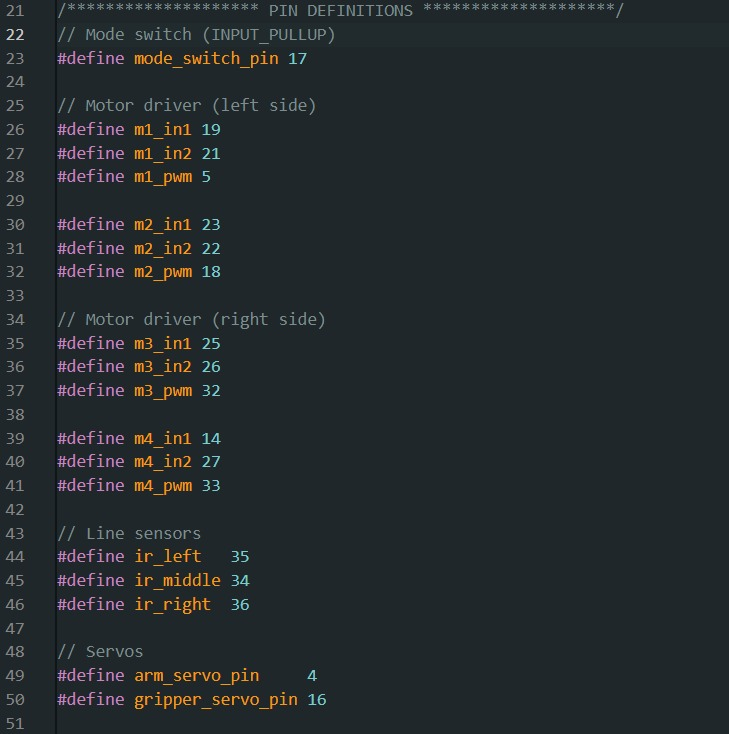 21 /******************** PIN DEFINITIONS ********************/
22 // Mode switch (INPUT_PULLUP)
23 #define mode_switch_pin 17
24
25 // Motor driver (left side)
26 #define m1_in1 19
27 #define m1_in2 21
28 #define m1_pwm 5
29
30 #define m2_in1 23
31 #define m2_in2 22
32 #define m2_pwm 18
33
34 // Motor driver (right side)
35 #define m3_in1 25
36 #define m3_in2 26
37 #define m3_pwm 32
38
39 #define m4_in1 14
40 #define m4_in2 27
41 #define m4_pwm 33
42
43 // Line sensors
44 #define ir_left   35
45 #define ir_middle 34
46 #define ir_right  36
47
48 // Servos
49 #define arm_servo_pin     4
50 #define gripper_servo_pin 16
51